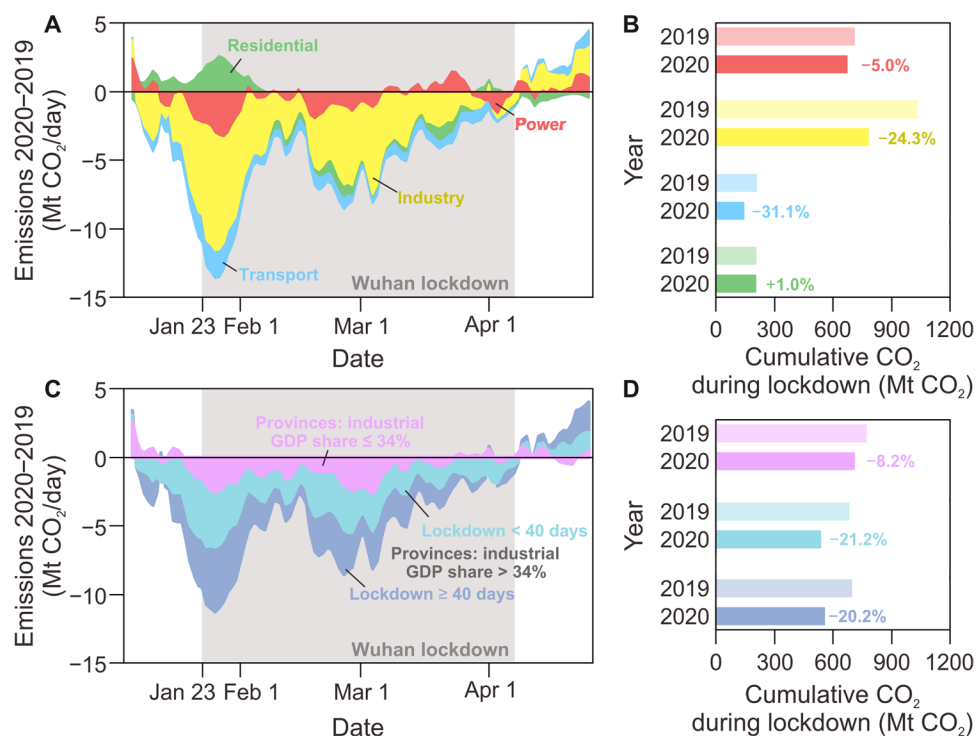 A
5
0
−5
−10
−15
Emissions 2020–2019
(Mt CO₂/day)
Residential
Power
Industry
Transport
Wuhan lockdown
Jan 23
Feb 1
Mar 1
Apr 1
Date
B
Year
2019
2020
−5.0%
2019
2020
−24.3%
2019
2020
−31.1%
2019
2020
+1.0%
0
300
600
900
1200
Cumulative CO₂
during lockdown (Mt CO₂)
C
5
0
−5
−10
−15
Emissions 2020–2019
(Mt CO₂/day)
Provinces: industrial
GDP share ≤ 34%
Lockdown < 40 days
Provinces: industrial
GDP share > 34%
Lockdown ≥ 40 days
Wuhan lockdown
Jan 23
Feb 1
Mar 1
Apr 1
Date
D
Year
2019
2020
−8.2%
2019
2020
−21.2%
2019
2020
−20.2%
0
300
600
900
1200
Cumulative CO₂
during lockdown (Mt CO₂)